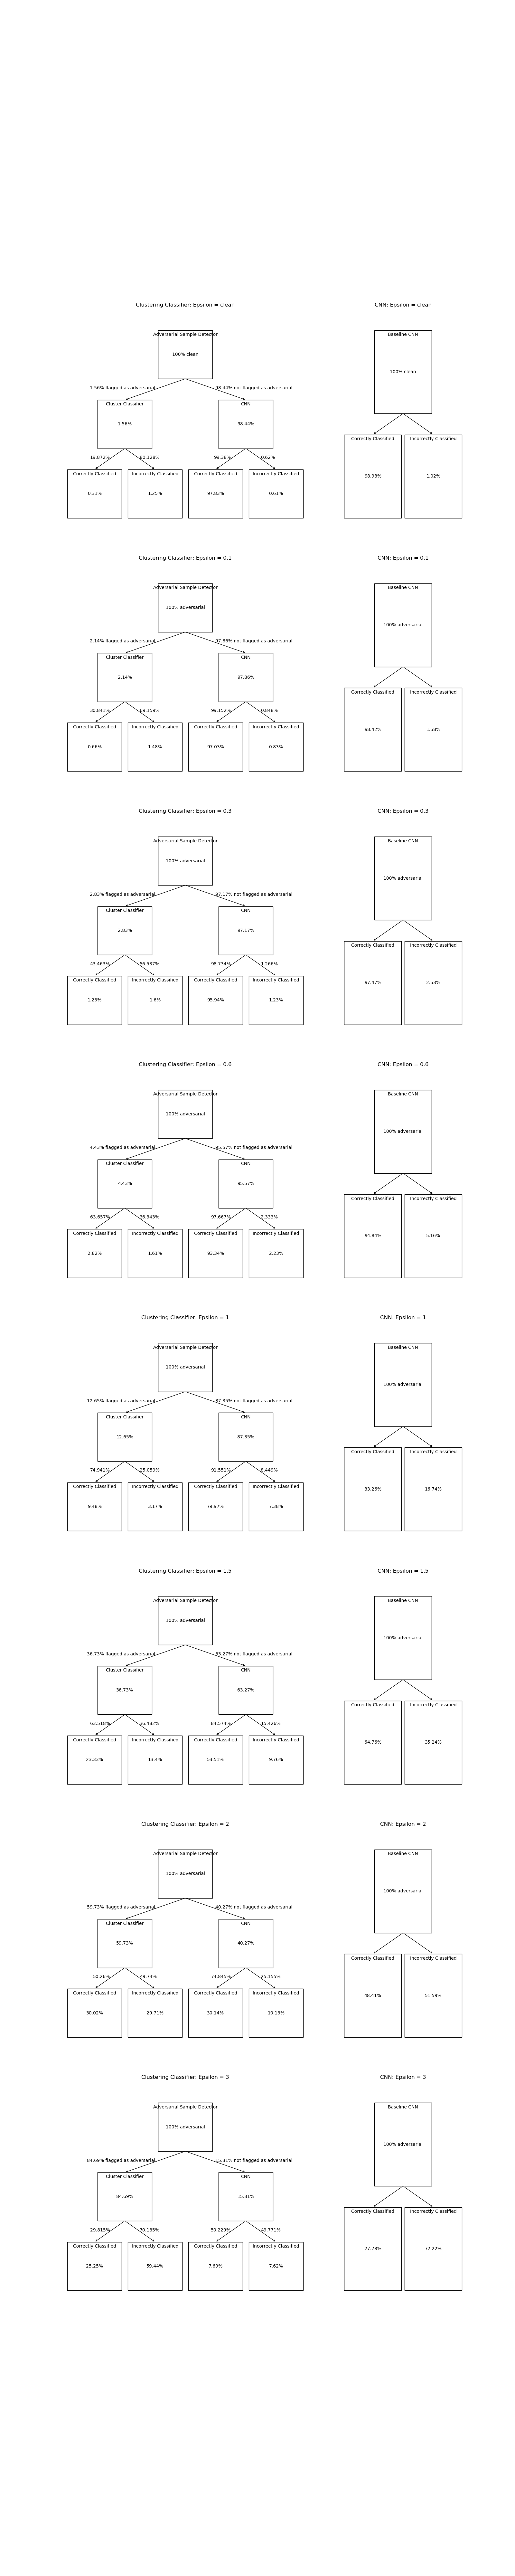 Clustering Classifier: Epsilon = clean
CNN: Epsilon = clean
Adversarial Sample Detector
100% clean
Baseline CNN
100% clean
1.56% flagged as adversarial
98.44% not flagged as adversarial
Cluster Classifier
1.56%
CNN
98.44%
19.872%
80.128%
99.38%
0.62%
Correctly Classified
0.31%
Incorrectly Classified
1.25%
Correctly Classified
97.83%
Incorrectly Classified
0.61%
Correctly Classified
98.98%
Incorrectly Classified
1.02%
Clustering Classifier: Epsilon = 0.1
CNN: Epsilon = 0.1
Adversarial Sample Detector
100% adversarial
Baseline CNN
100% adversarial
2.14% flagged as adversarial
97.86% not flagged as adversarial
Cluster Classifier
2.14%
CNN
97.86%
30.841%
69.159%
99.152%
0.848%
Correctly Classified
0.66%
Incorrectly Classified
1.48%
Correctly Classified
97.03%
Incorrectly Classified
0.83%
Correctly Classified
98.42%
Incorrectly Classified
1.58%
Clustering Classifier: Epsilon = 0.3
CNN: Epsilon = 0.3
Adversarial Sample Detector
100% adversarial
Baseline CNN
100% adversarial
2.83% flagged as adversarial
97.17% not flagged as adversarial
Cluster Classifier
2.83%
CNN
97.17%
43.463%
56.537%
98.734%
1.266%
Correctly Classified
1.23%
Incorrectly Classified
1.6%
Correctly Classified
95.94%
Incorrectly Classified
1.23%
Correctly Classified
97.47%
Incorrectly Classified
2.53%
Clustering Classifier: Epsilon = 0.6
CNN: Epsilon = 0.6
Adversarial Sample Detector
100% adversarial
Baseline CNN
100% adversarial
4.43% flagged as adversarial
95.57% not flagged as adversarial
Cluster Classifier
4.43%
CNN
95.57%
63.657%
36.343%
97.667%
2.333%
Correctly Classified
2.82%
Incorrectly Classified
1.61%
Correctly Classified
93.34%
Incorrectly Classified
2.23%
Correctly Classified
94.84%
Incorrectly Classified
5.16%
Clustering Classifier: Epsilon = 1
CNN: Epsilon = 1
Adversarial Sample Detector
100% adversarial
Baseline CNN
100% adversarial
12.65% flagged as adversarial
87.35% not flagged as adversarial
Cluster Classifier
12.65%
CNN
87.35%
74.941%
25.059%
91.551%
8.449%
Correctly Classified
9.48%
Incorrectly Classified
3.17%
Correctly Classified
79.97%
Incorrectly Classified
7.38%
Correctly Classified
83.26%
Incorrectly Classified
16.74%
Clustering Classifier: Epsilon = 1.5
CNN: Epsilon = 1.5
Adversarial Sample Detector
100% adversarial
Baseline CNN
100% adversarial
36.73% flagged as adversarial
63.27% not flagged as adversarial
Cluster Classifier
36.73%
CNN
63.27%
63.518%
36.482%
84.574%
15.426%
Correctly Classified
23.33%
Incorrectly Classified
13.4%
Correctly Classified
53.51%
Incorrectly Classified
9.76%
Correctly Classified
64.76%
Incorrectly Classified
35.24%
Clustering Classifier: Epsilon = 2
CNN: Epsilon = 2
Adversarial Sample Detector
100% adversarial
Baseline CNN
100% adversarial
59.73% flagged as adversarial
40.27% not flagged as adversarial
Cluster Classifier
59.73%
CNN
40.27%
50.26%
49.74%
74.845%
25.155%
Correctly Classified
30.02%
Incorrectly Classified
29.71%
Correctly Classified
30.14%
Incorrectly Classified
10.13%
Correctly Classified
48.41%
Incorrectly Classified
51.59%
Clustering Classifier: Epsilon = 3
CNN: Epsilon = 3
Adversarial Sample Detector
100% adversarial
Baseline CNN
100% adversarial
84.69% flagged as adversarial
15.31% not flagged as adversarial
Cluster Classifier
84.69%
CNN
15.31%
29.815%
70.185%
50.229%
49.771%
Correctly Classified
25.25%
Incorrectly Classified
59.44%
Correctly Classified
7.69%
Incorrectly Classified
7.62%
Correctly Classified
27.78%
Incorrectly Classified
72.22%